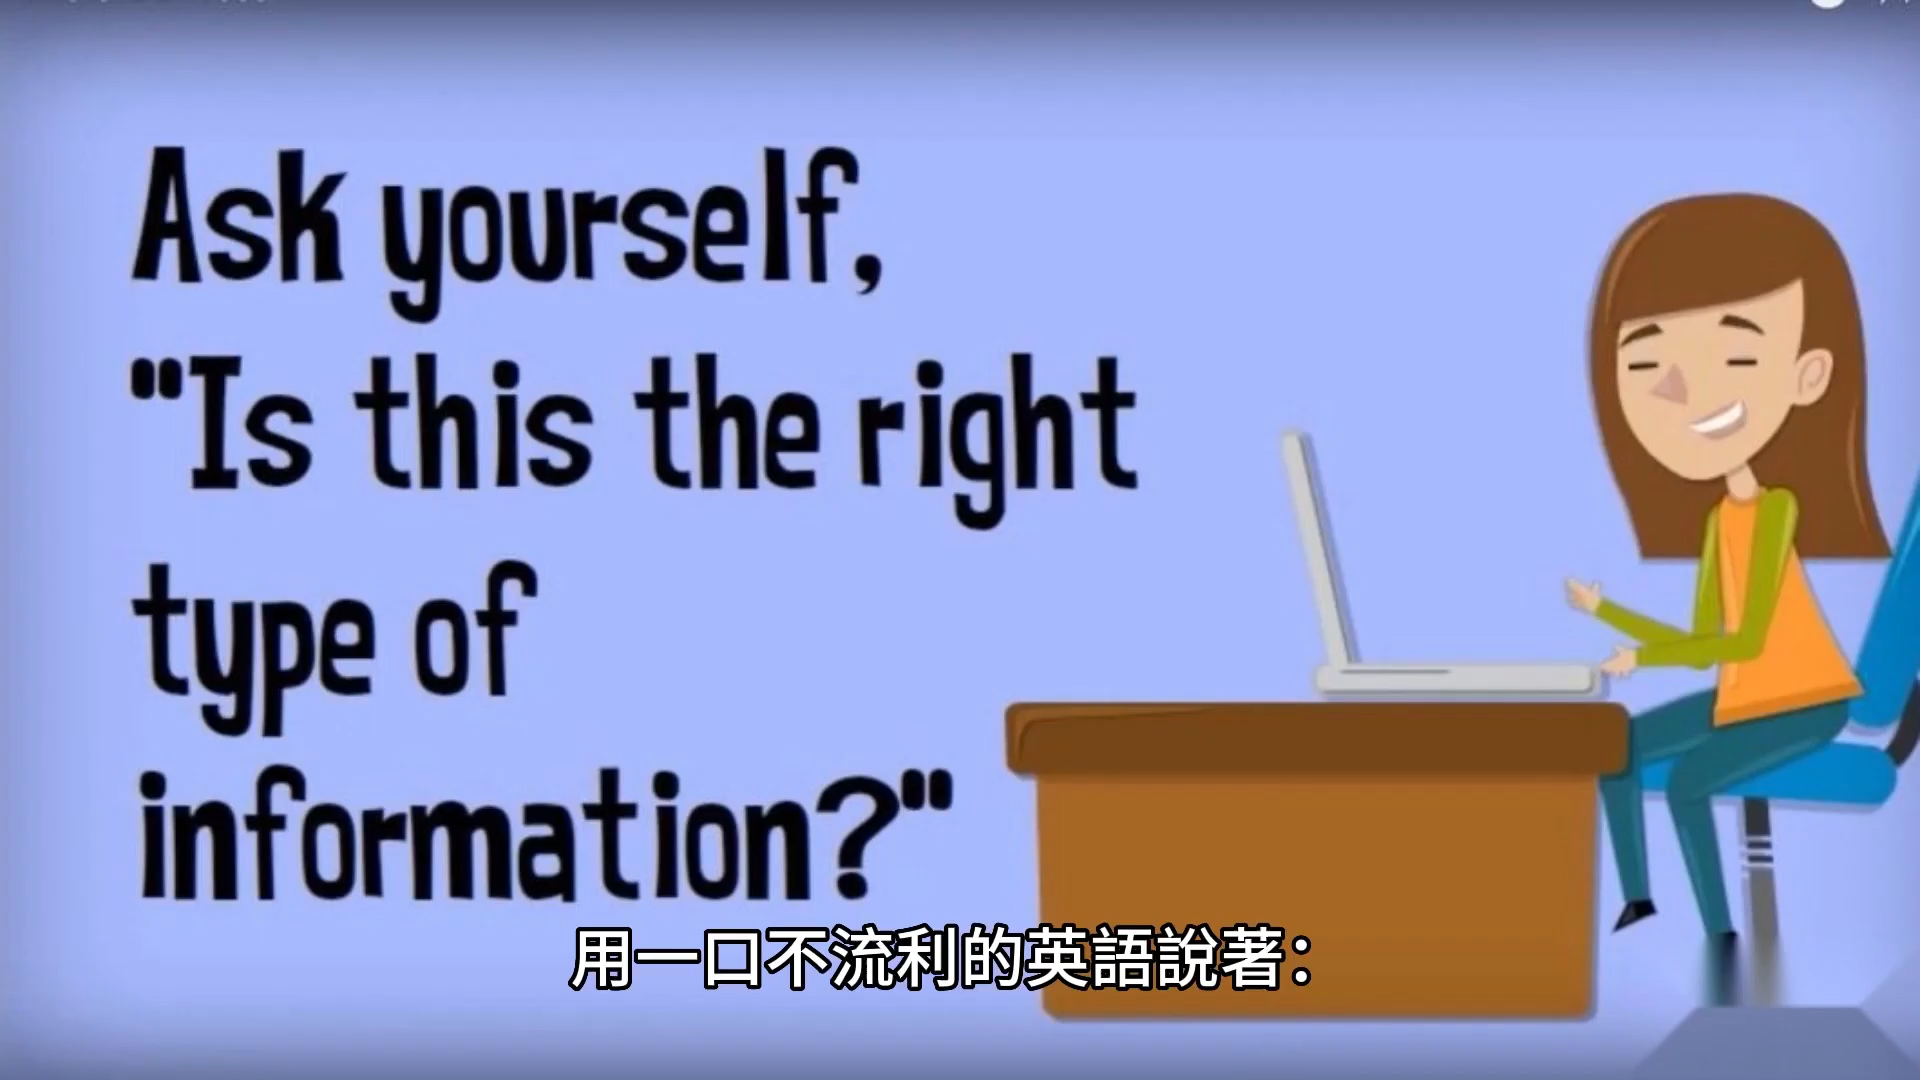 Ask yourself,
"Is this the right
type of
information?"
用一口不流利的英語說著：